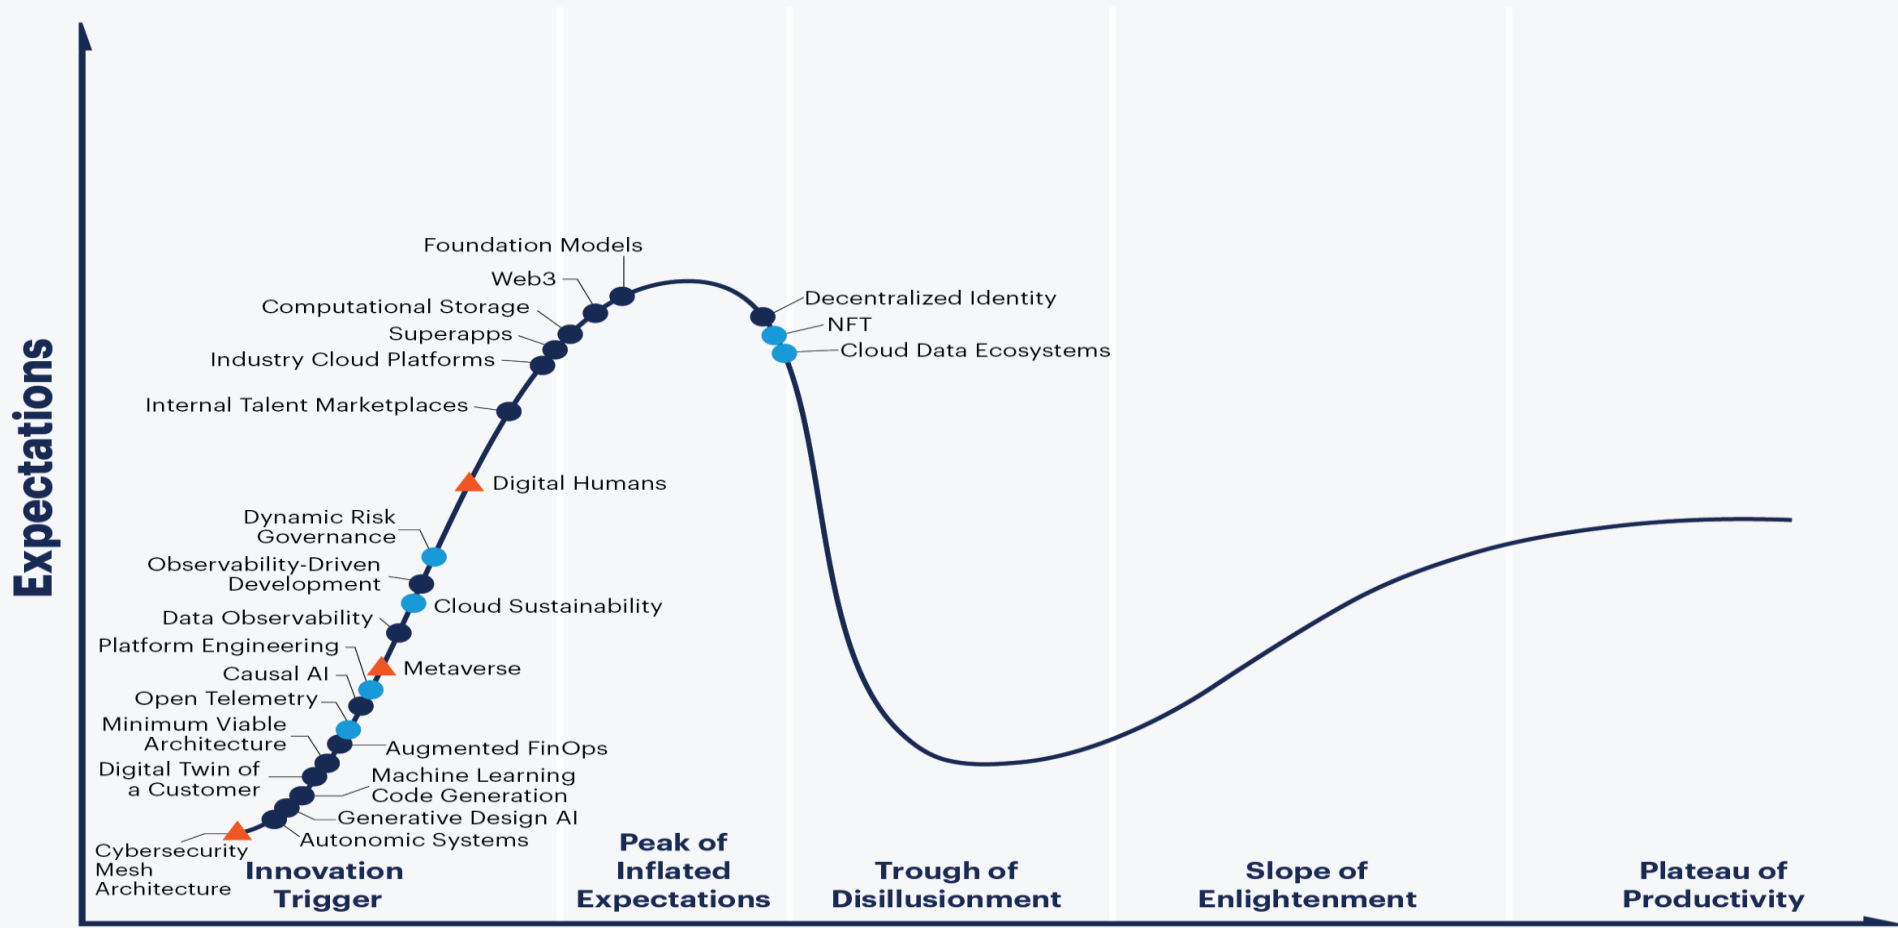 Expectations
Foundation Models
Web3
Computational Storage
Superapps
Industry Cloud Platforms
Internal Talent Marketplaces
Digital Humans
Dynamic Risk
Governance
Observability-Driven
Development
Cloud Sustainability
Data Observability
Platform Engineering
Metaverse
Causal AI
Open Telemetry
Minimum Viable
Architecture
Augmented FinOps
Digital Twin of
a Customer
Machine Learning
Code Generation
Generative Design AI
Autonomic Systems
Cybersecurity
Mesh
Architecture
Decentralized Identity
NFT
Cloud Data Ecosystems
Innovation
Trigger
Peak of
Inflated
Expectations
Trough of
Disillusionment
Slope of
Enlightenment
Plateau of
Productivity